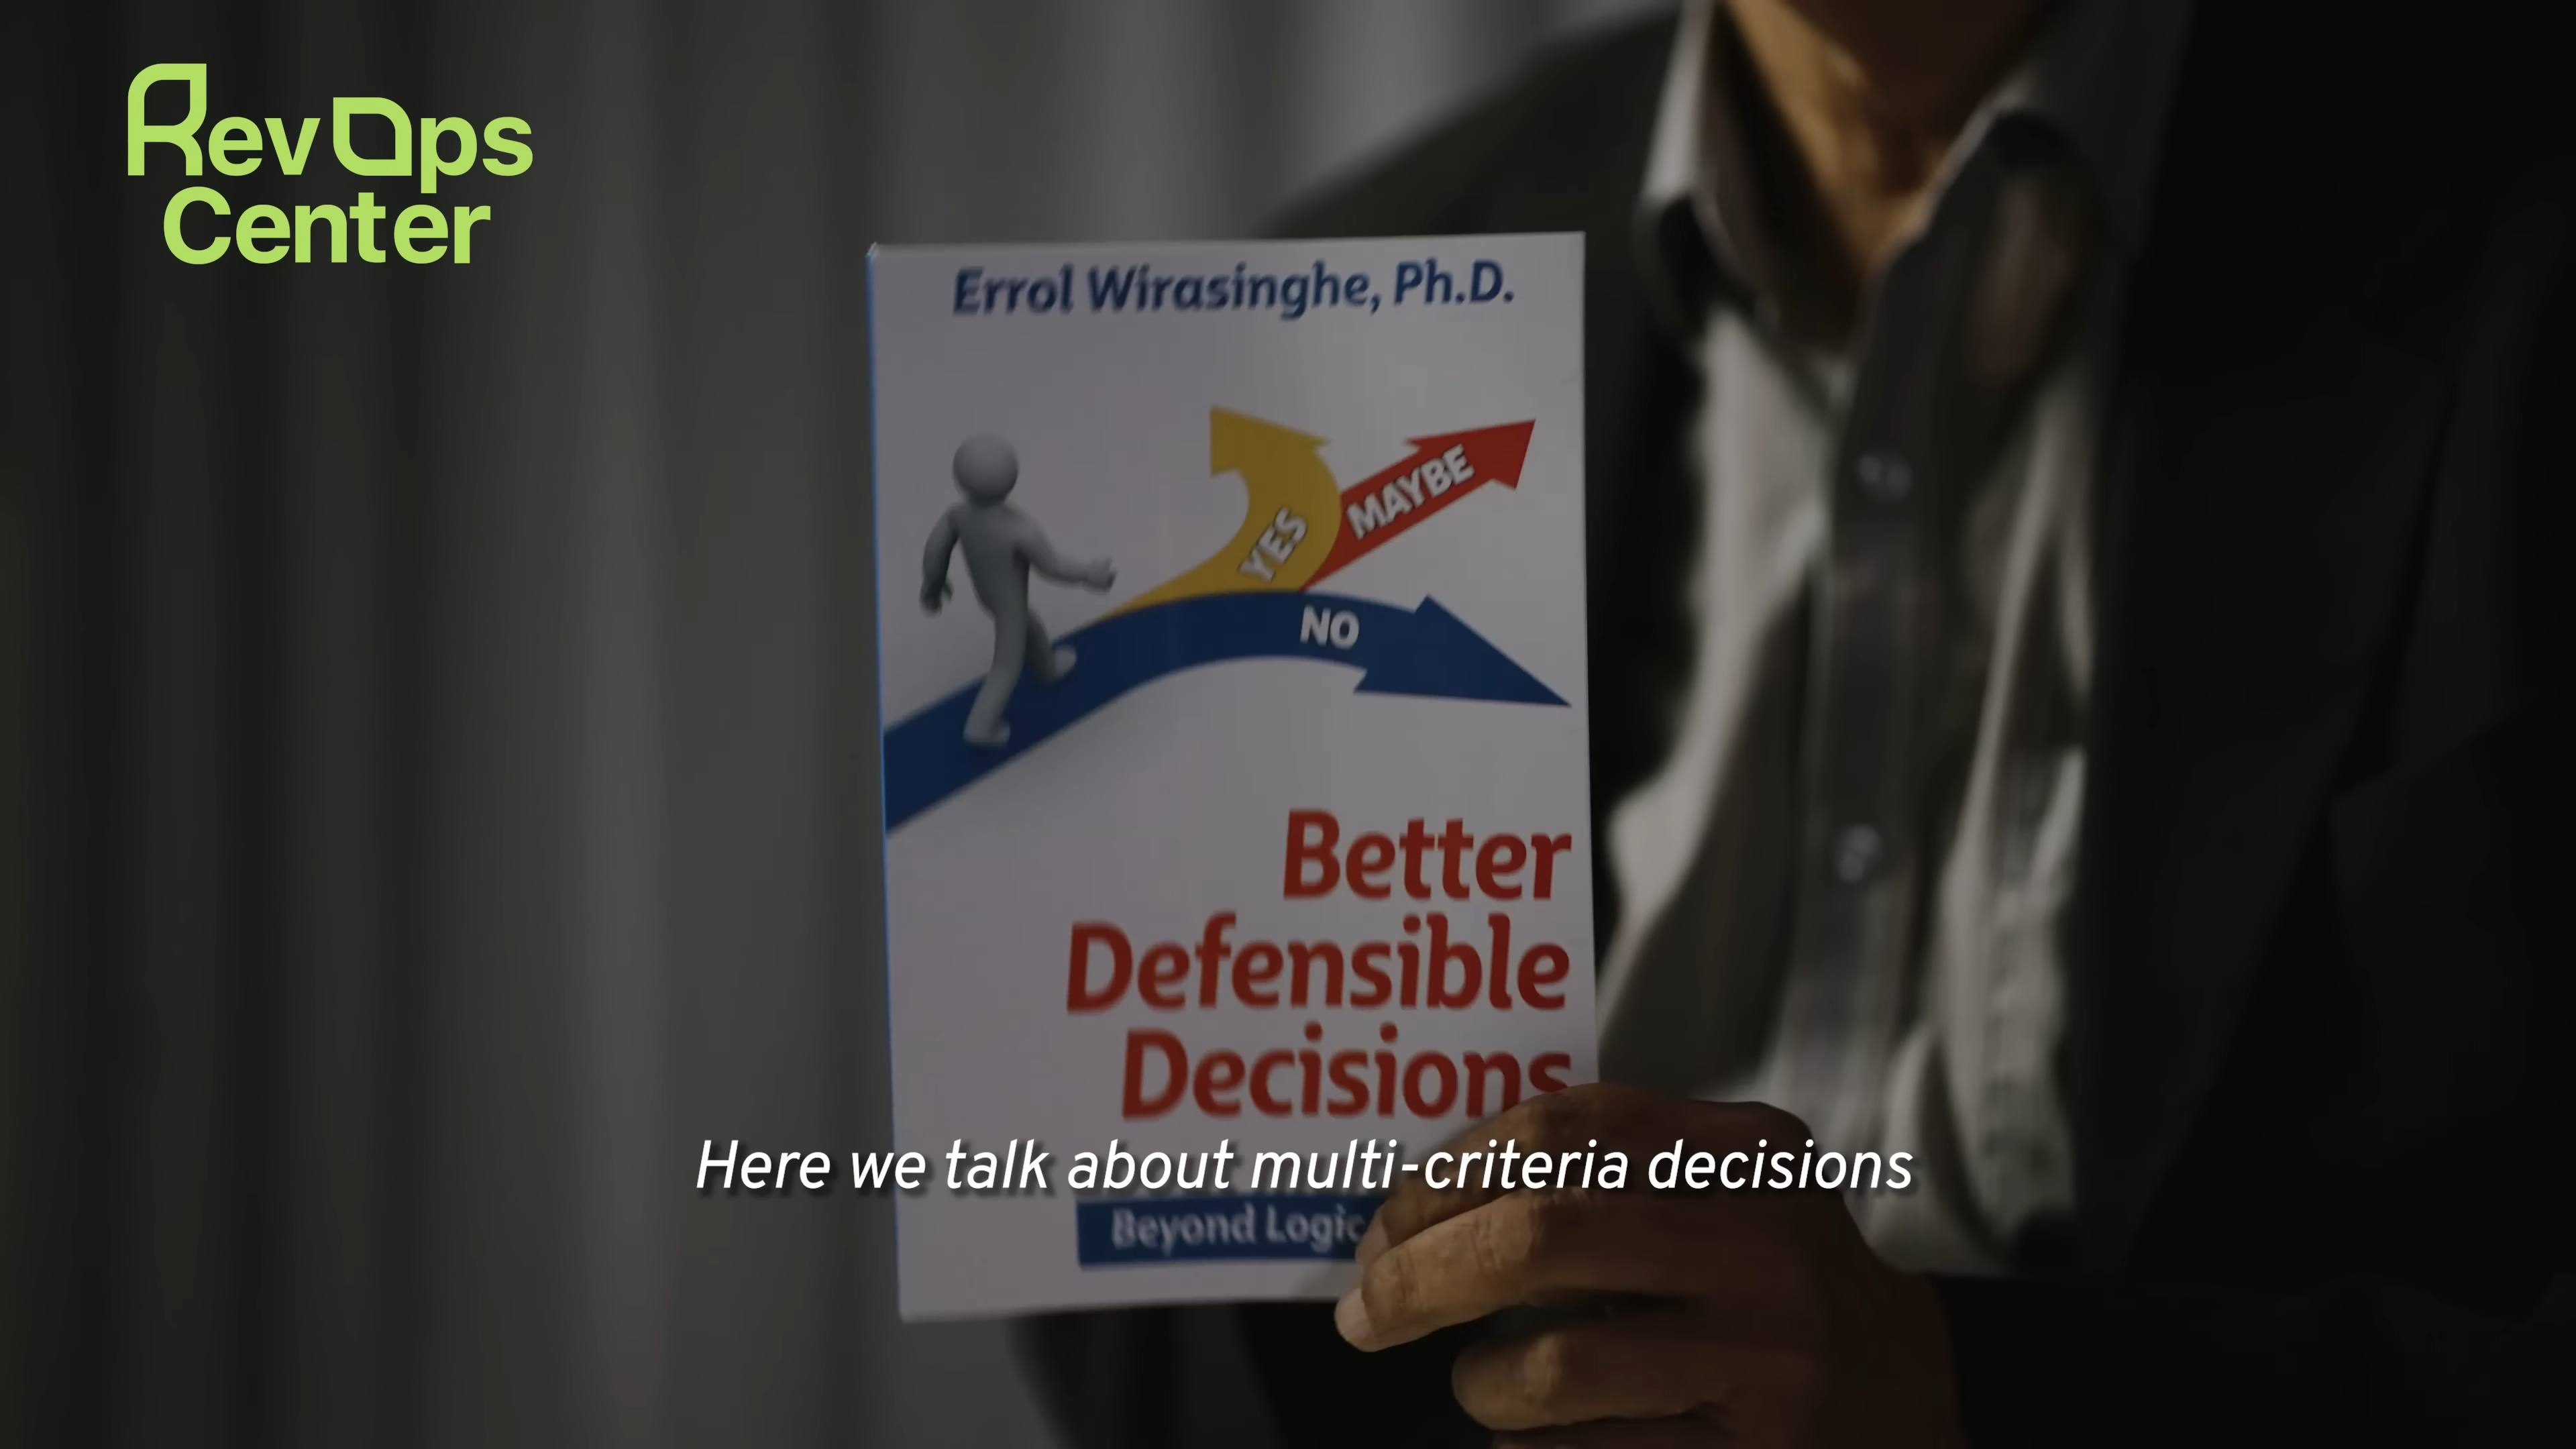 RevOps
Center
Errol Wirasinghe, Ph.D.
YES
MAYBE
NO
Better
Defensible
Decisions
Here we talk about multi-criteria decisions
Beyond Logic